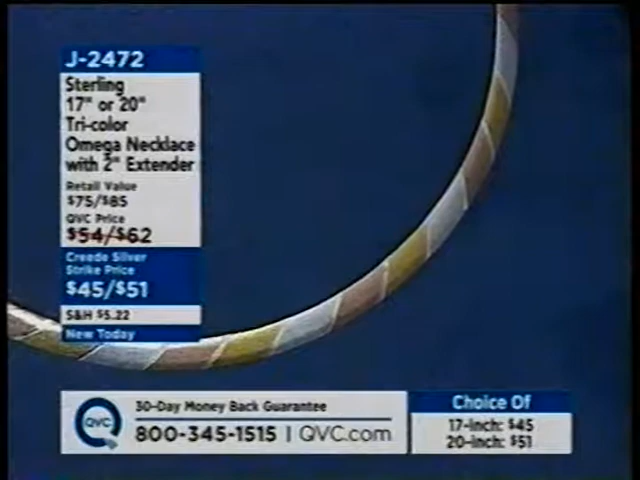 J-2472
Sterling
17" or 20"
Tri-color
Omega Necklace
with 2" Extender
Retail Value
$75/$85
QVC Price
$54/$62
Creede Silver
Strike Price
$45/$51
S&H $5.22
New Today
QVC
30-Day Money Back Guarantee
800-345-1515 | QVC.com
Choice Of
17-inch: $45
20-inch: $51